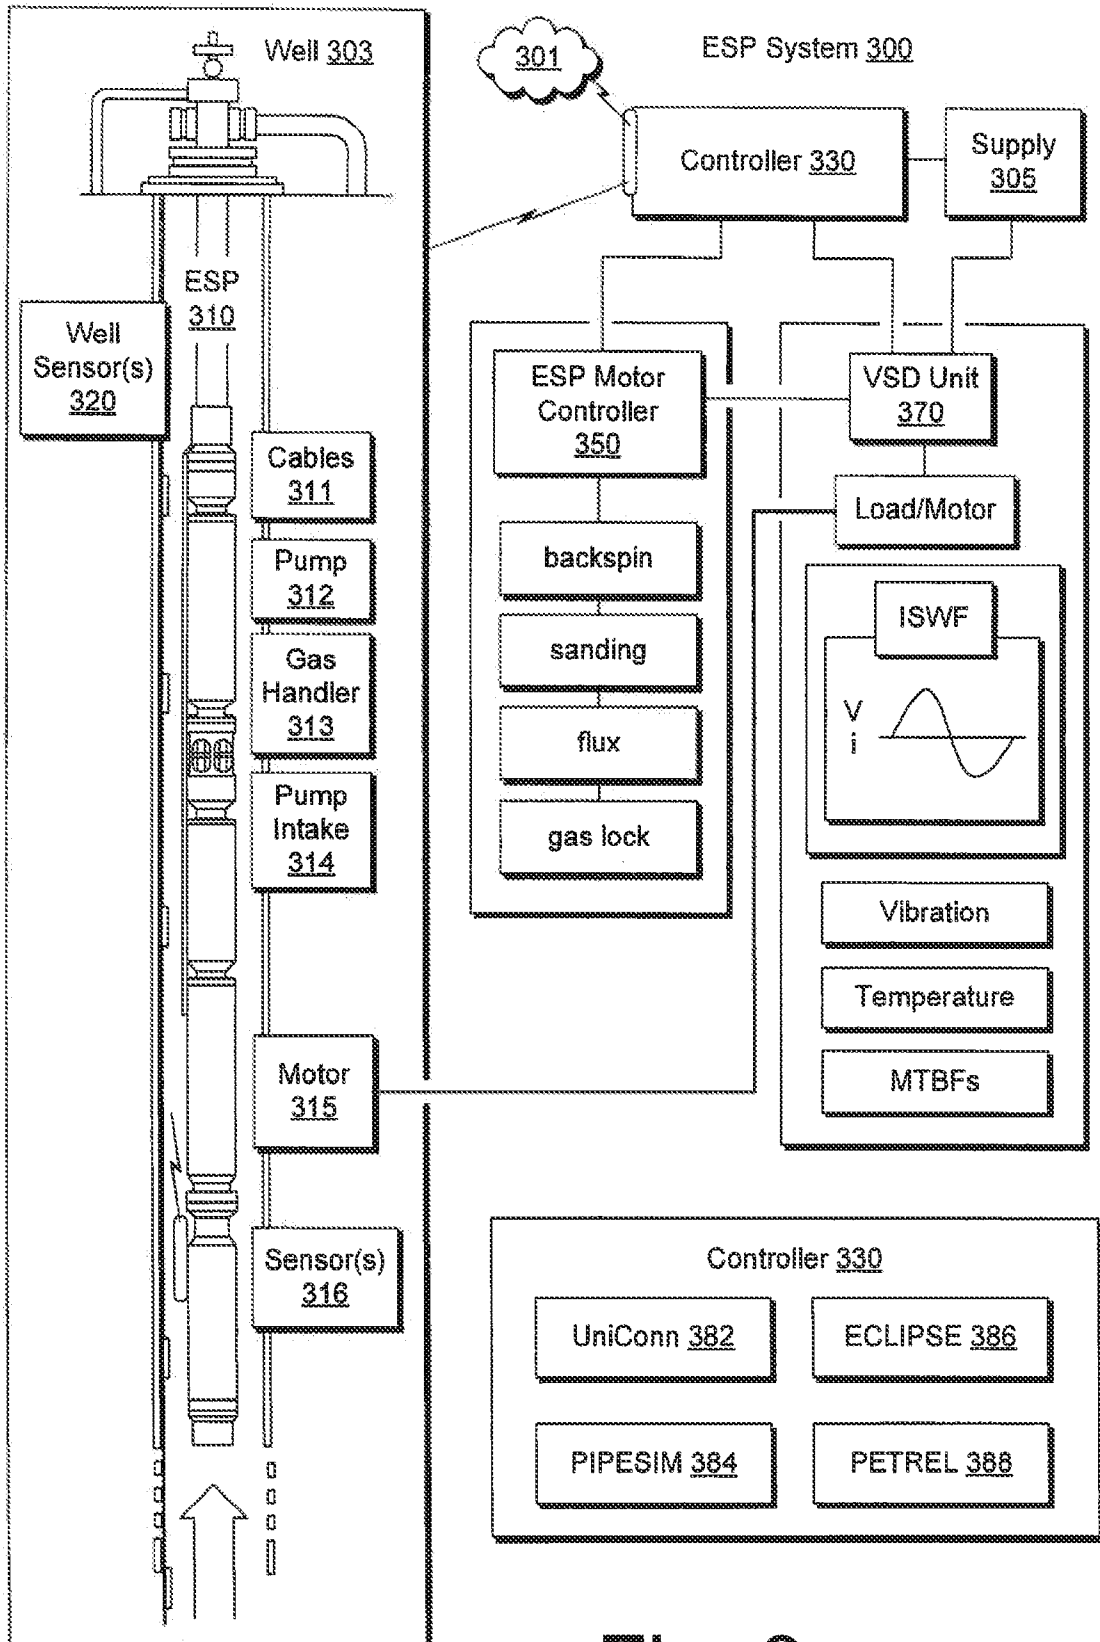 Well 303
301
ESP System 300
Controller 330
Supply
305
ESP
310
Well
Sensor(s)
320
Cables
311
Pump
312
Gas
Handler
313
Pump
Intake
314
Motor
315
Sensor(s)
316
ESP Motor
Controller
350
backspin
sanding
flux
gas lock
VSD Unit
370
Load/Motor
ISWF
V
i
Vibration
Temperature
MTBFs
Controller 330
UniConn 382
ECLIPSE 386
PIPESIM 384
PETREL 388